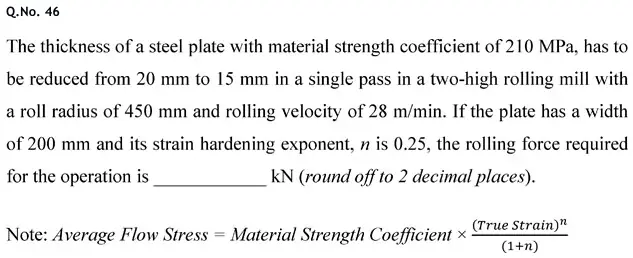 Q.No. 46
The thickness of a steel plate with material strength coefficient of 210 MPa, has to
be reduced from 20 mm to 15 mm in a single pass in a two-high rolling mill with
a roll radius of 450 mm and rolling velocity of 28 m/min. If the plate has a width
of 200 mm and its strain hardening exponent, n is 0.25, the rolling force required
for the operation is ____________ kN (round off to 2 decimal places).
Note: Average Flow Stress = Material Strength Coefficient × (True Strain)ⁿ / (1+n)